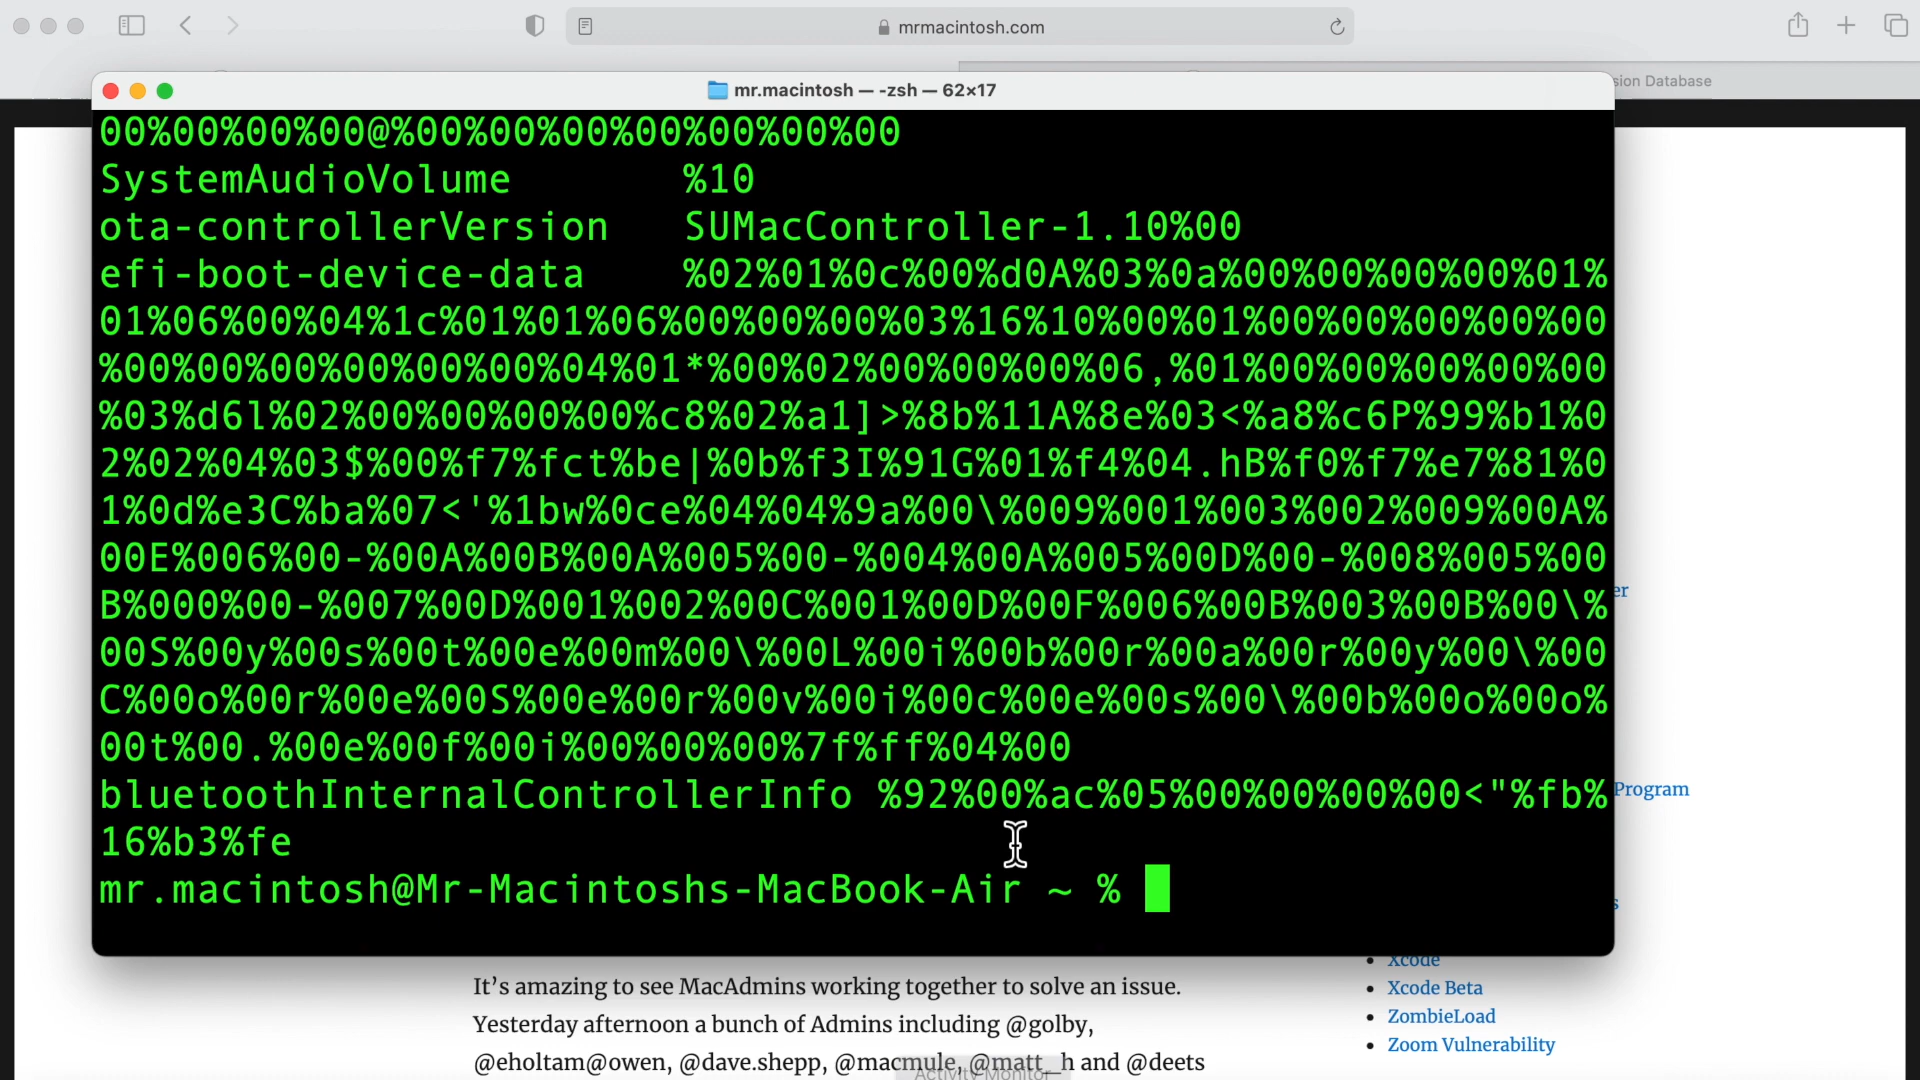 mrmacintosh.com
sion Database
mr.macintosh — -zsh — 62×17
00%00%00%00@%00%00%00%00%00%00%00
SystemAudioVolume %10
ota-controllerVersion SUMacController-1.10%00
efi-boot-device-data %02%01%0c%00%d0A%03%0a%00%00%00%00%01%
01%06%00%04%1c%01%01%06%00%00%00%03%16%10%00%01%00%00%00%00%00
%00%00%00%00%00%00%04%01*%00%02%00%00%00%06,%01%00%00%00%00%00
%03%d6l%02%00%00%00%00%c8%02%a1]>%8b%11A%8e%03<%a8%c6P%99%b1%0
2%02%04%03$%00%f7%fct%be|%0b%f3I%91G%01%f4%04.hB%f0%f7%e7%81%0
1%0d%e3C%ba%07<'%1bw%0ce%04%04%9a%00\%009%001%003%002%009%00A%
00E%006%00-%00A%00B%00A%005%00-%004%00A%005%00D%00-%008%005%00
B%000%00-%007%00D%001%002%00C%001%00D%00F%006%00B%003%00B%00\%
00S%00y%00s%00t%00e%00m%00\%00L%00i%00b%00r%00a%00r%00y%00\%00
C%00o%00r%00e%00S%00e%00r%00v%00i%00c%00e%00s%00\%00b%00o%00o%
00t%00.%00e%00f%00i%00%00%00%7f%ff%04%00
bluetoothInternalControllerInfo %92%00%ac%05%00%00%00%00<"%fb%
16%b3%fe
mr.macintosh@Mr-Macintoshs-MacBook-Air ~ %
er
Program
s
Xcode
Xcode Beta
ZombieLoad
Zoom Vulnerability
It's amazing to see MacAdmins working together to solve an issue.
Yesterday afternoon a bunch of Admins including @golby,
@eholtam@owen, @dave.shepp, @macmule, @matt_h and @deets
Activity Monitor